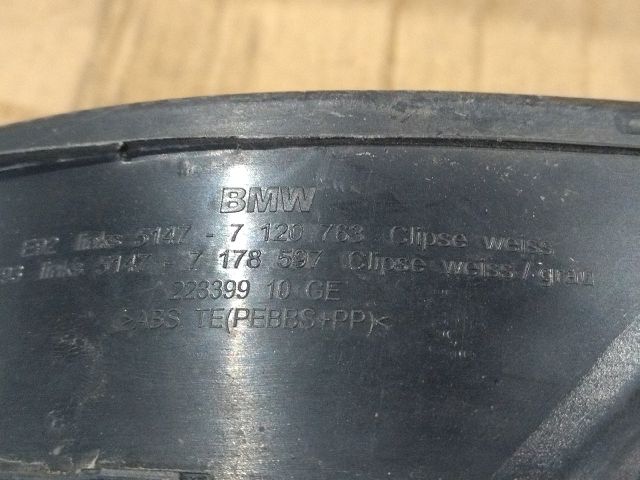 BMW
E92 links 5147 - 7 120 763 Clipse weiss
links 5147 - 7 178 597 Clipse weiss/grau
223399 10 GE
>ABS TE(PEBBS+PP)<